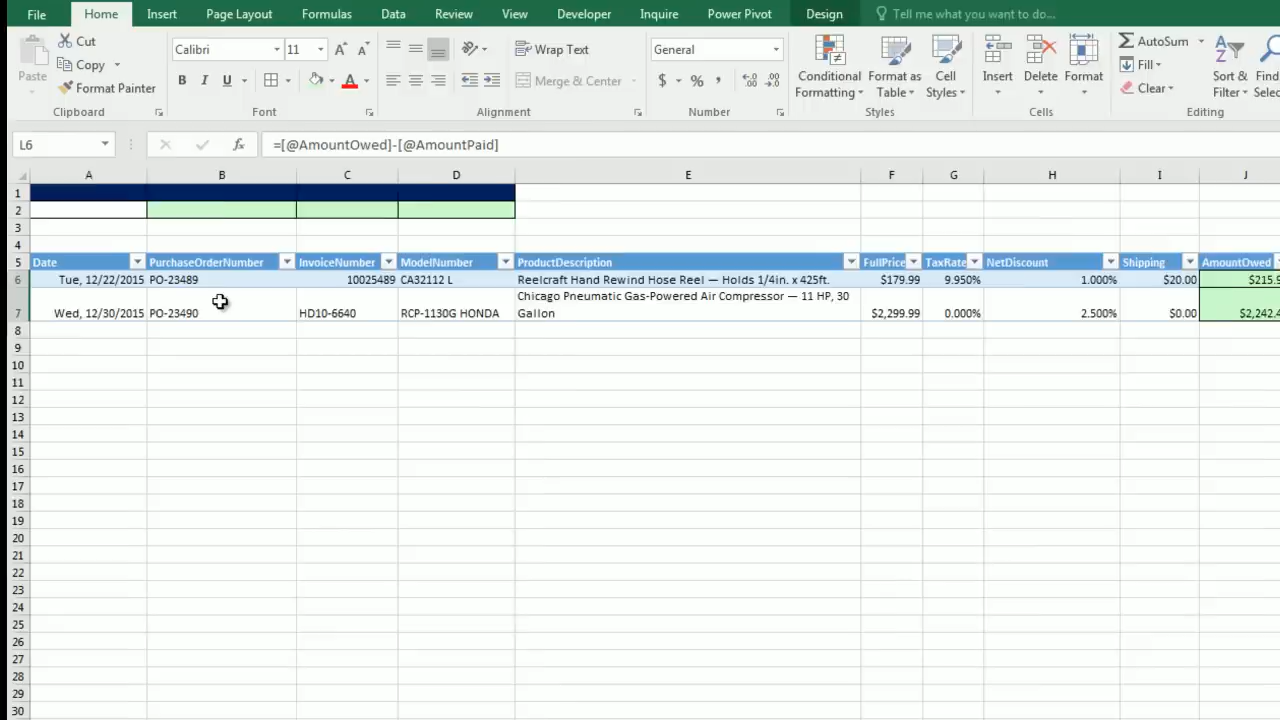 File Home Insert Page Layout Formulas Data Review View Developer Inquire Power Pivot Design Tell me what you want to do...
Paste Cut Copy Format Painter Clipboard
Calibri 11 A A B I U A Font
Wrap Text Merge & Center Alignment
General $ % , Number
Conditional Formatting Format as Table Cell Styles Styles
Insert Delete Format Cells
AutoSum Fill Clear Sort & Filter Editing
L6 fx =[@AmountOwed]-[@AmountPaid]
A B C D E F G H I J
1
2
3
4
5 Date PurchaseOrderNumber InvoiceNumber ModelNumber ProductDescription FullPrice TaxRate NetDiscount Shipping AmountOwed
6 Tue, 12/22/2015 PO-23489 10025489 CA32112 L Reelcraft Hand Rewind Hose Reel — Holds 1/4in. x 425ft. $179.99 9.950% 1.000% $20.00 $215.9
Chicago Pneumatic Gas-Powered Air Compressor — 11 HP, 30
7 Wed, 12/30/2015 PO-23490 HD10-6640 RCP-1130G HONDA Gallon $2,299.99 0.000% 2.500% $0.00 $2,242.4
8
9
10
11
12
13
14
15
16
17
18
19
20
21
22
23
24
25
26
27
28
29
30